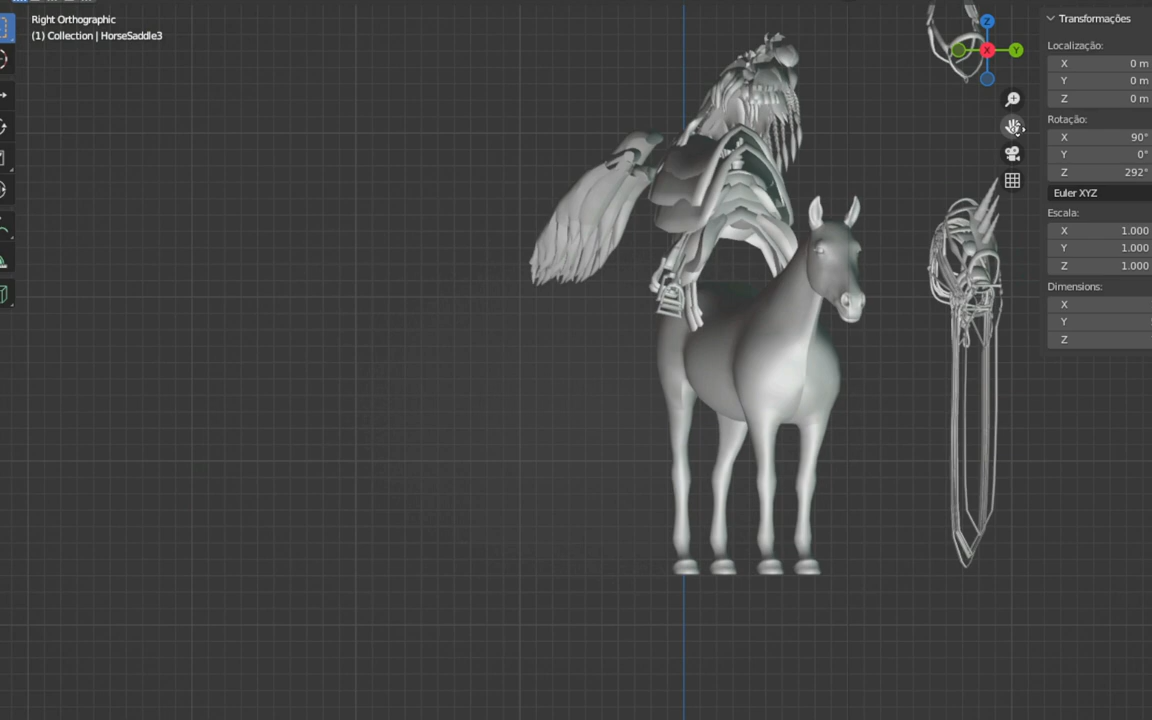 Right Orthographic
(1) Collection | HorseSaddle3
Z
X
Y
Transformações
Localização:
X 0 m
Y 0 m
Z 0 m
Rotação:
X 90°
Y 0°
Z 292°
Euler XYZ
Escala:
X 1.000
Y 1.000
Z 1.000
Dimensions:
X
Y
Z